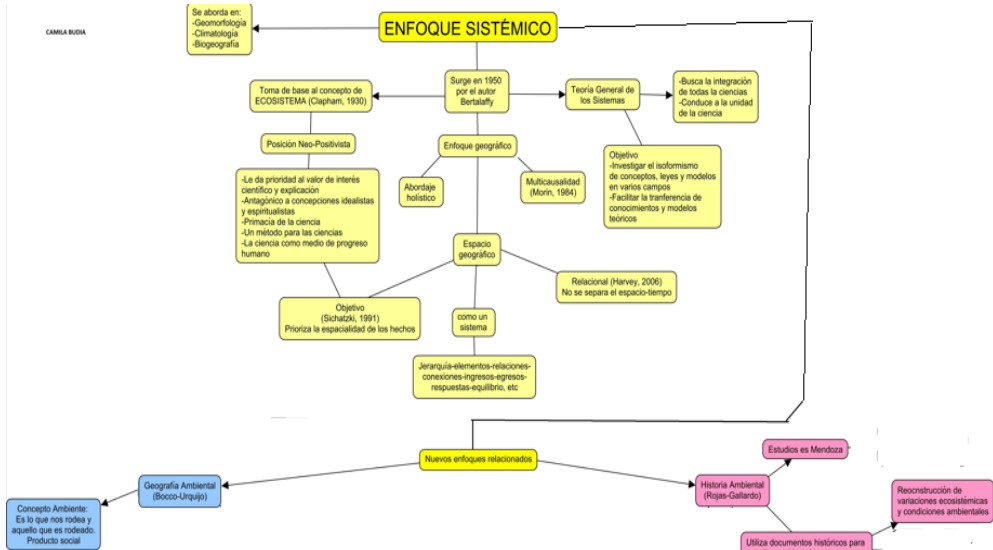 Se aborda en:
-Geomorfología
-Climatología
-Biogeografía
CAMILA BUDIA
ENFOQUE SISTÉMICO
Toma de base al concepto de
ECOSISTEMA (Clapham, 1930)
Surge en 1950
por el autor
Bertalaffy
Teoría General de
los Sistemas
-Busca la integración
de todas la ciencias
-Conduce a la unidad
de la ciencia
Posición Neo-Positivista
Enfoque geográfico
-Le da prioridad al valor de interés
científico y explicación
-Antagónico a concepciones idealistas
y espiritualistas
-Primacía de la ciencia
-Un método para las ciencias
-La ciencia como medio de progreso
humano
Abordaje
holístico
Multicausalidad
(Morin, 1984)
Objetivo
-Investigar el isoformismo
de conceptos, leyes y modelos
en varios campos
-Facilitar la tranferencia de
conocimientos y modelos
teóricos
Espacio
geográfico
Relacional (Harvey, 2006)
No se separa el espacio-tiempo
Objetivo
(Sichatzki, 1991)
Prioriza la espacialidad de los hechos
como un
sistema
Jerarquía-elementos-relaciones-
conexiones-ingresos-egresos-
respuestas-equilibrio, etc
Nuevos enfoques relacionados
Estudios es Mendoza
Geografía Ambiental
(Bocco-Urquijo)
Historia Ambiental
(Rojas-Gallardo)
Concepto Ambiente:
Es lo que nos rodea y
aquello que es rodeado.
Producto social
Reocnstrucción de
variaciones ecosistèmicas
y condiciones ambientales
Utiliza documentos históricos para